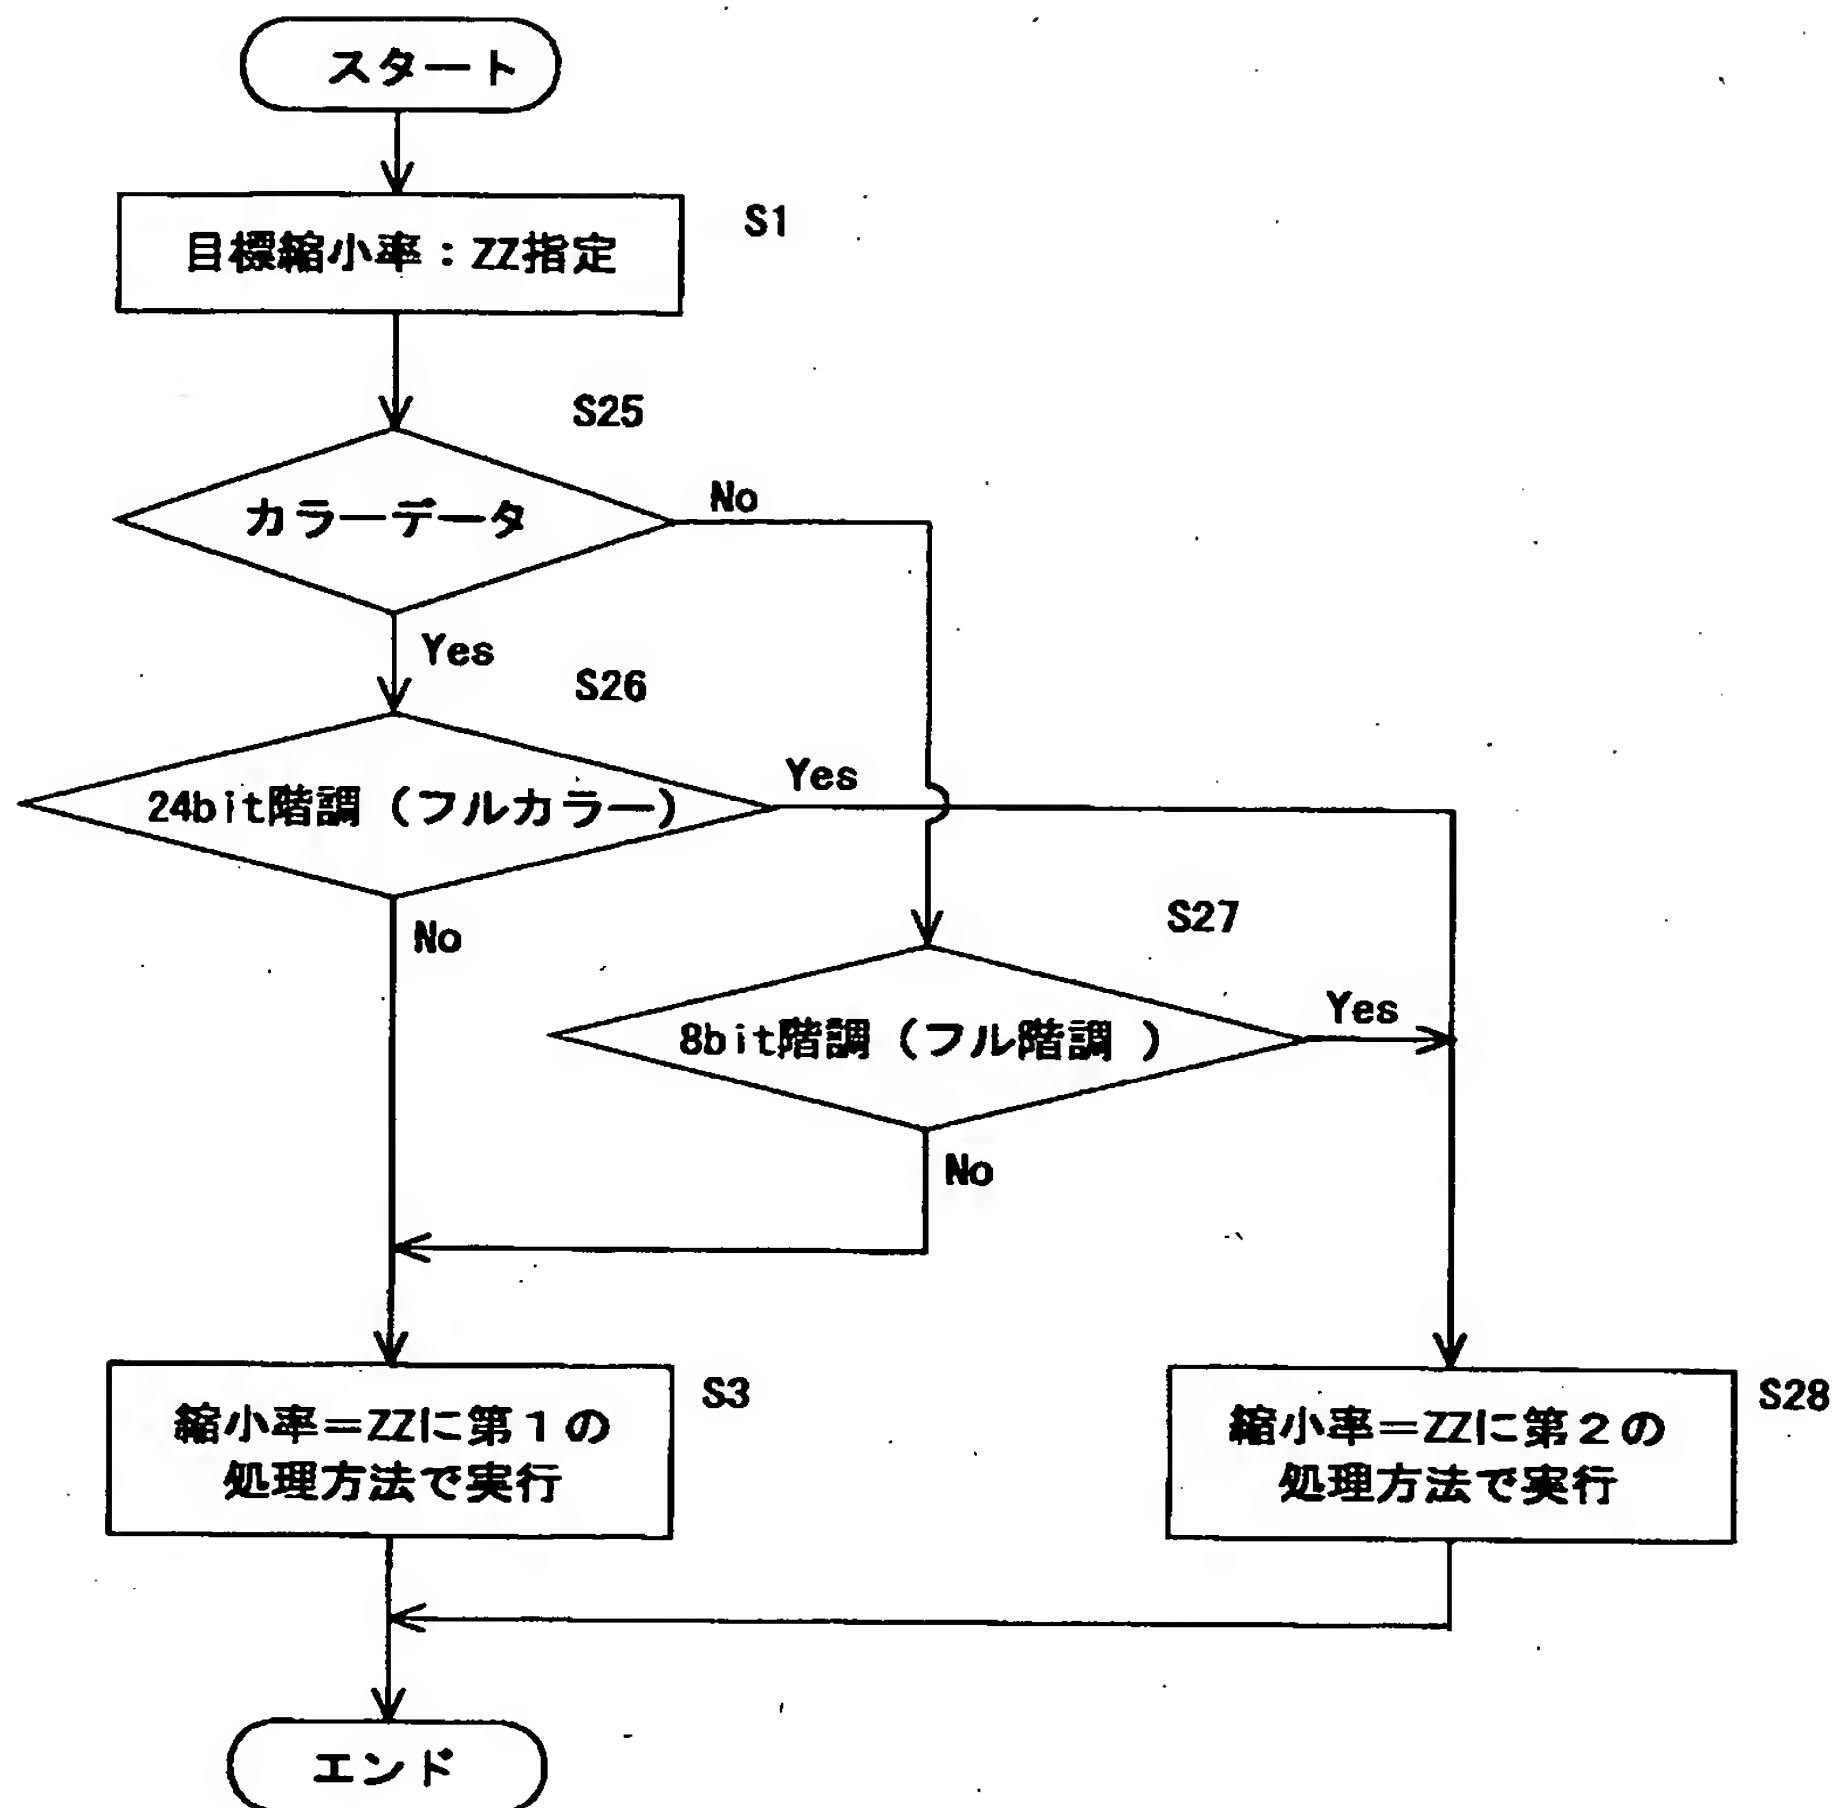 スタート
目標縮小率：ZZ指定
S1
S25
カラーデータ
No
Yes
S26
24bit階調（フルカラー）
Yes
No
S27
8bit階調（フル階調 ）
Yes
No
縮小率＝ZZに第１の
処理方法で実行
S3
縮小率＝ZZに第２の
処理方法で実行
S28
エンド